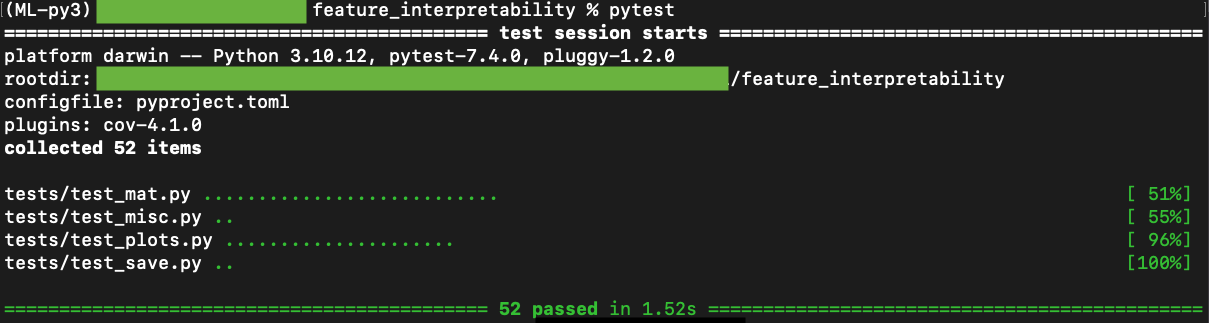 (ML-py3) feature_interpretability % pytest
============================================ test session starts ============================================
platform darwin -- Python 3.10.12, pytest-7.4.0, pluggy-1.2.0
rootdir: /feature_interpretability
configfile: pyproject.toml
plugins: cov-4.1.0
collected 52 items
tests/test_mat.py ........................... [ 51%]
tests/test_misc.py .. [ 55%]
tests/test_plots.py ..................... [ 96%]
tests/test_save.py .. [100%]
============================================ 52 passed in 1.52s =============================================